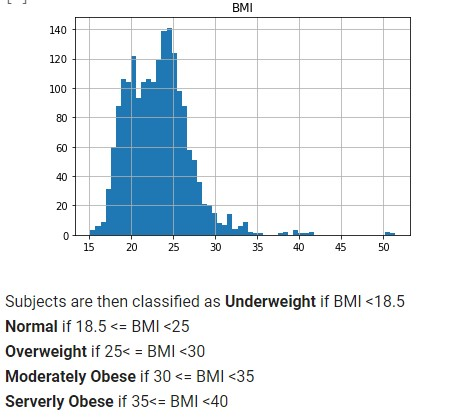 BMI
140
120
100
80
60
40
20
0
15 20 25 30 35 40 45 50
Subjects are then classified as Underweight if BMI <18.5
Normal if 18.5 <= BMI <25
Overweight if 25< = BMI <30
Moderately Obese if 30 <= BMI <35
Serverly Obese if 35<= BMI <40